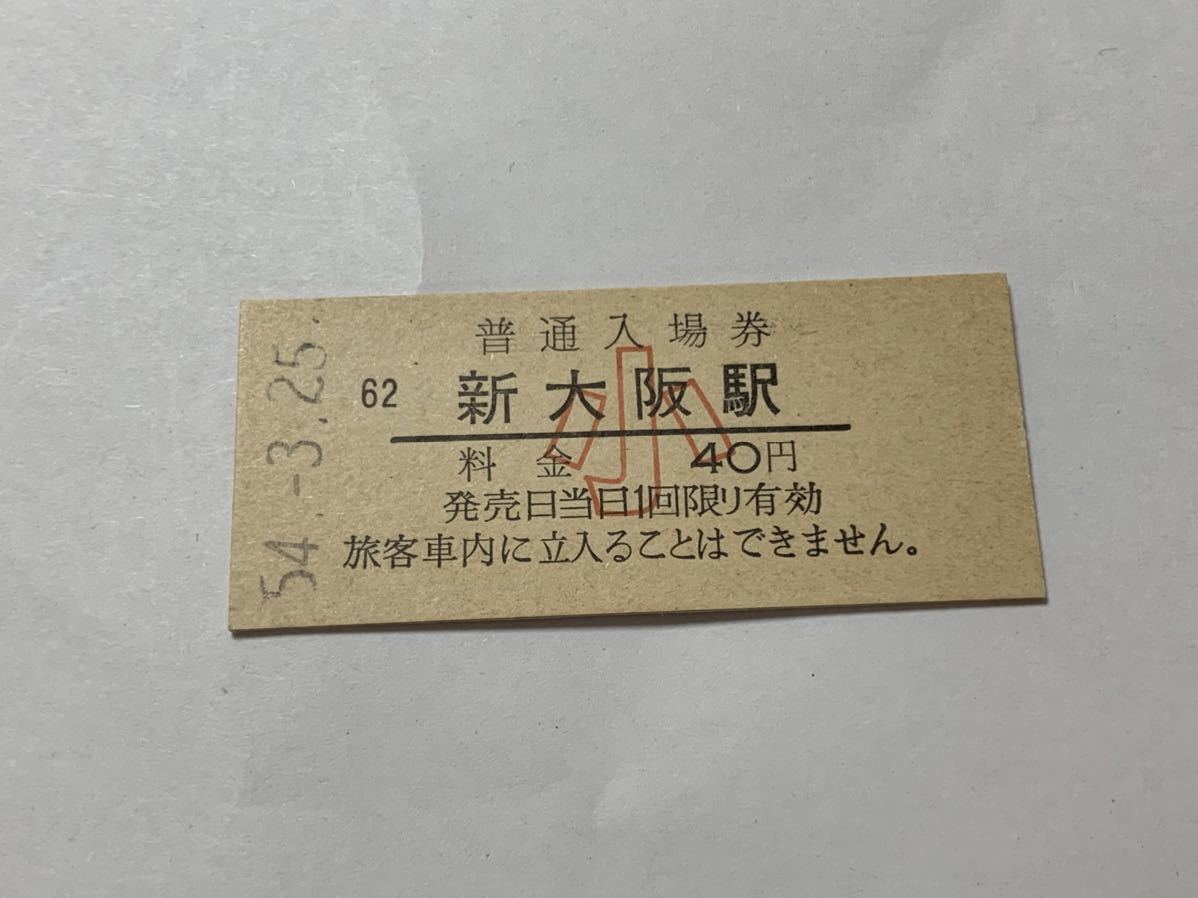 普通入場券
62 新大阪駅
小
料金 40円
発売日当日1回限り有効
旅客車内に立入ることはできません。
54.-3.25.